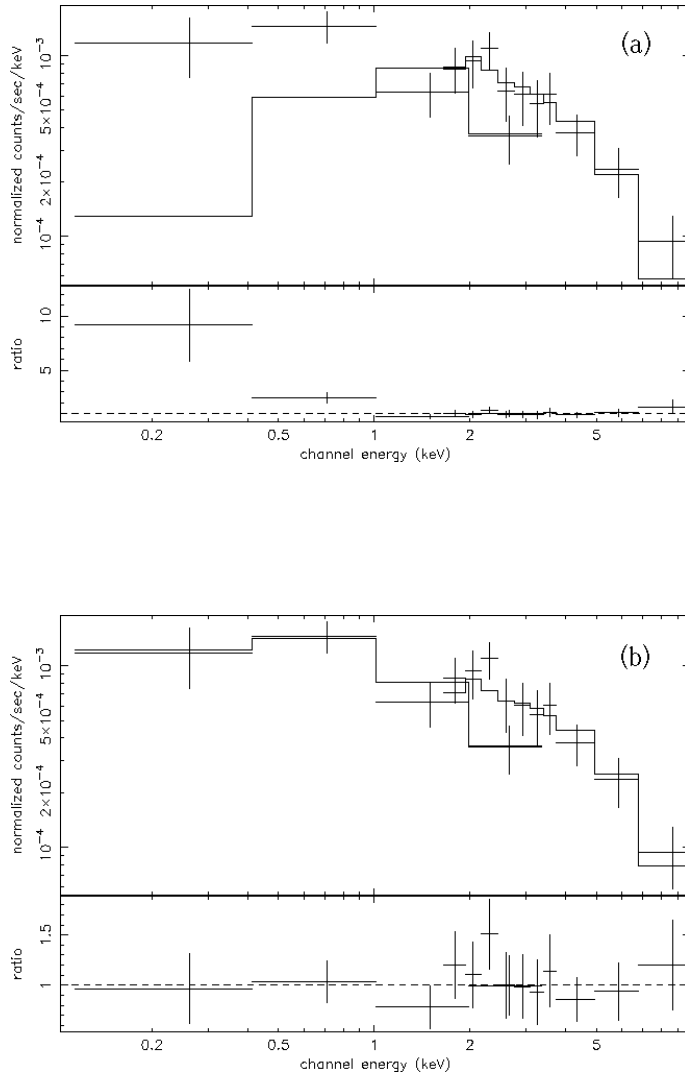 (a)
normalized counts/sec/keV
10⁻³
5×10⁻⁴
2×10⁻⁴
10⁻⁴
ratio
10
5
0.2 0.5 1 2 5
channel energy (keV)
(b)
normalized counts/sec/keV
10⁻³
5×10⁻⁴
2×10⁻⁴
10⁻⁴
ratio
1.5
1
0.2 0.5 1 2 5
channel energy (keV)